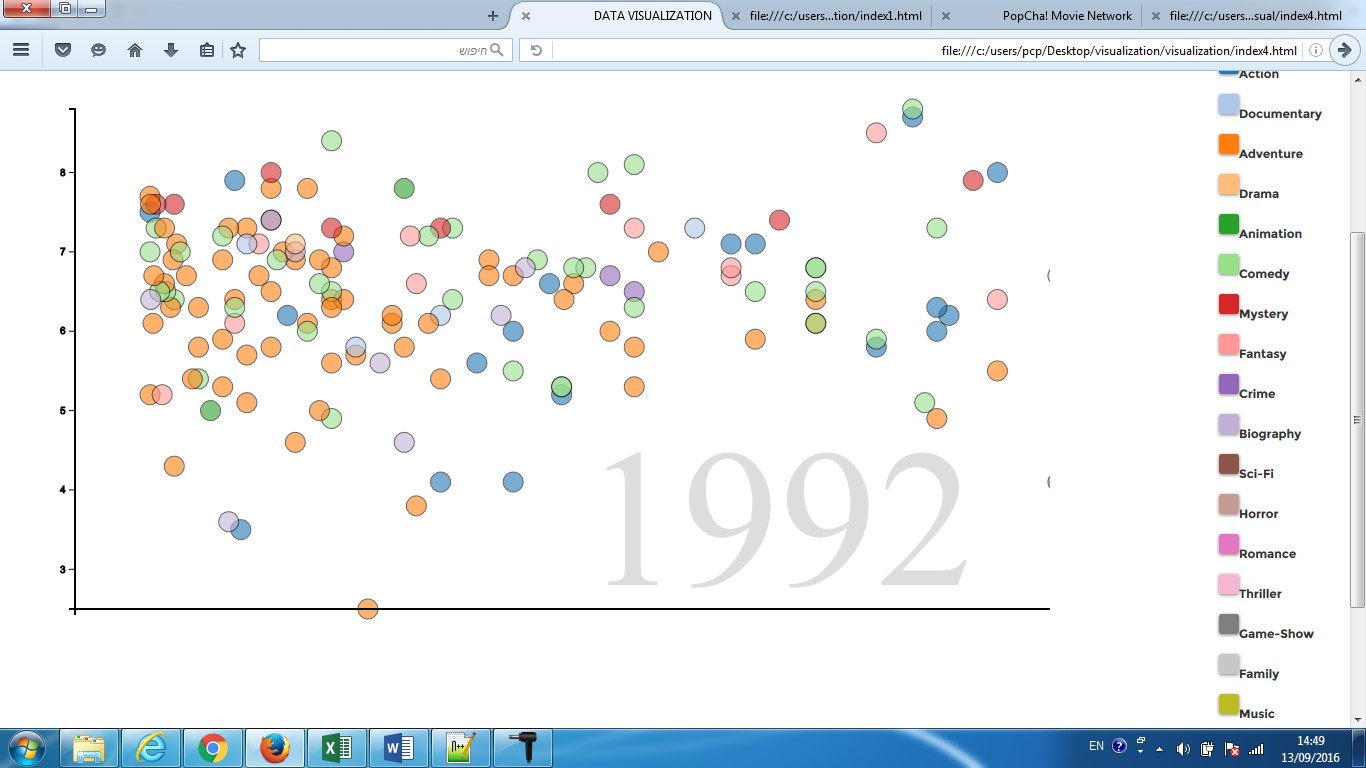 DATA VISUALIZATION
file:///c:/users...tion/index1.html
PopCha! Movie Network
file:///c:/users...sual/index4.html
חיפוש
file:///c:/users/pcp/Desktop/visualization/visualization/index4.html
Action
Documentary
Adventure
Drama
Animation
Comedy
Mystery
Fantasy
Crime
Biography
Sci-Fi
Horror
Romance
Thriller
Game-Show
Family
Music
8
7
6
5
4
3
1992
EN
14:49
13/09/2016